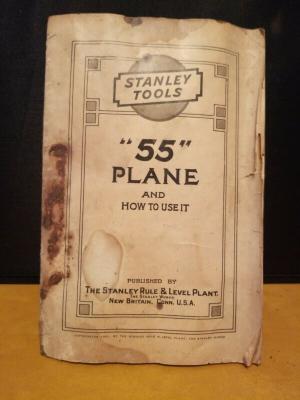 STANLEY
TOOLS
"55"
PLANE
AND
HOW TO USE IT
PUBLISHED BY
THE STANLEY RULE & LEVEL PLANT.
THE STANLEY WORKS
NEW BRITAIN, CONN. U.S.A.